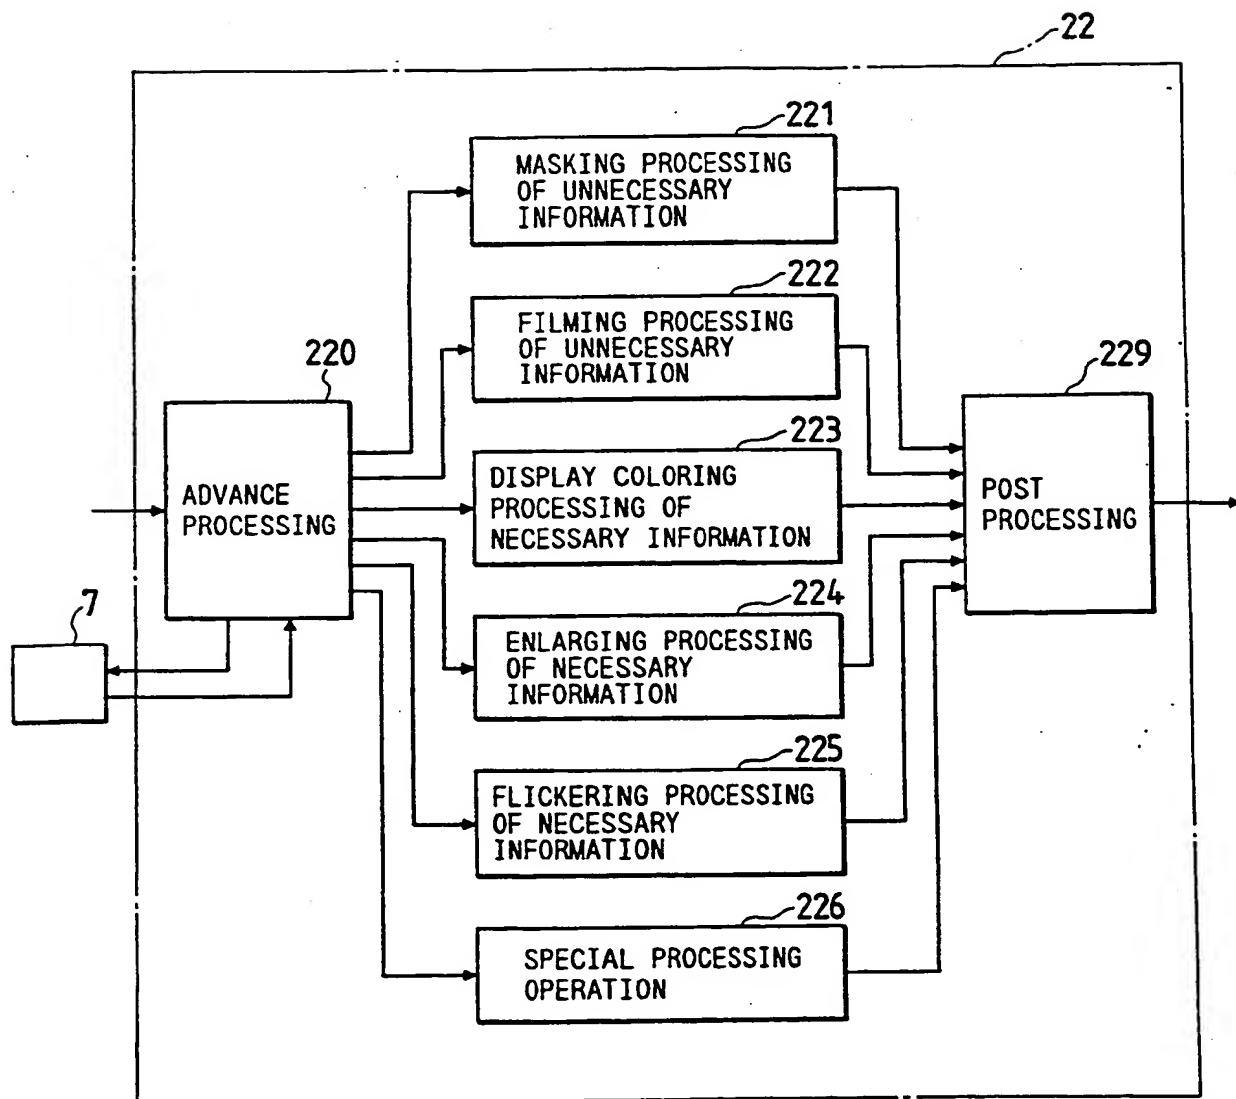 22
221
MASKING PROCESSING
OF UNNECESSARY
INFORMATION
222
FILMING PROCESSING
OF UNNECESSARY
INFORMATION
220
ADVANCE
PROCESSING
223
DISPLAY COLORING
PROCESSING OF
NECESSARY INFORMATION
229
POST
PROCESSING
7
224
ENLARGING PROCESSING
OF NECESSARY
INFORMATION
225
FLICKERING PROCESSING
OF NECESSARY
INFORMATION
226
SPECIAL PROCESSING
OPERATION